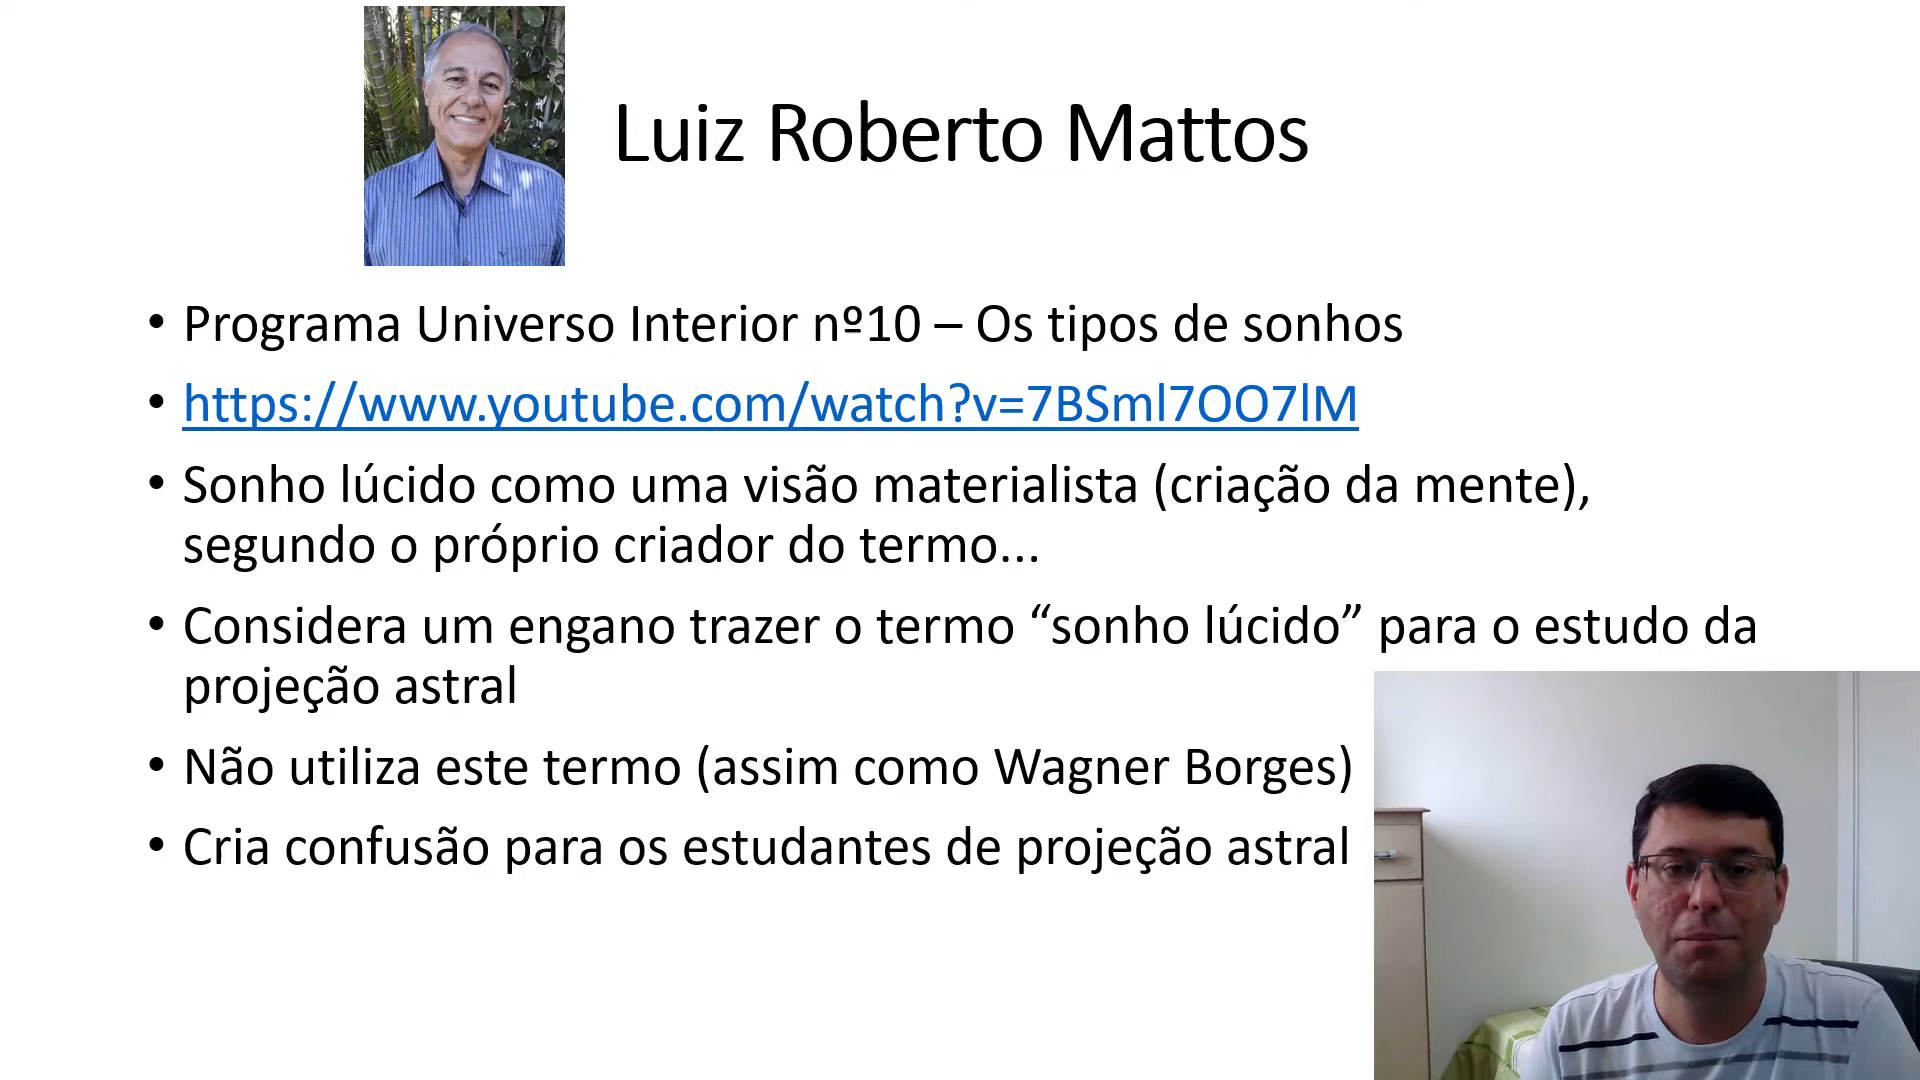 Luiz Roberto Mattos
• Programa Universo Interior nº10 – Os tipos de sonhos
• https://www.youtube.com/watch?v=7BSml7OO7lM
• Sonho lúcido como uma visão materialista (criação da mente),
segundo o próprio criador do termo...
• Considera um engano trazer o termo “sonho lúcido” para o estudo da
projeção astral
• Não utiliza este termo (assim como Wagner Borges)
• Cria confusão para os estudantes de projeção astral